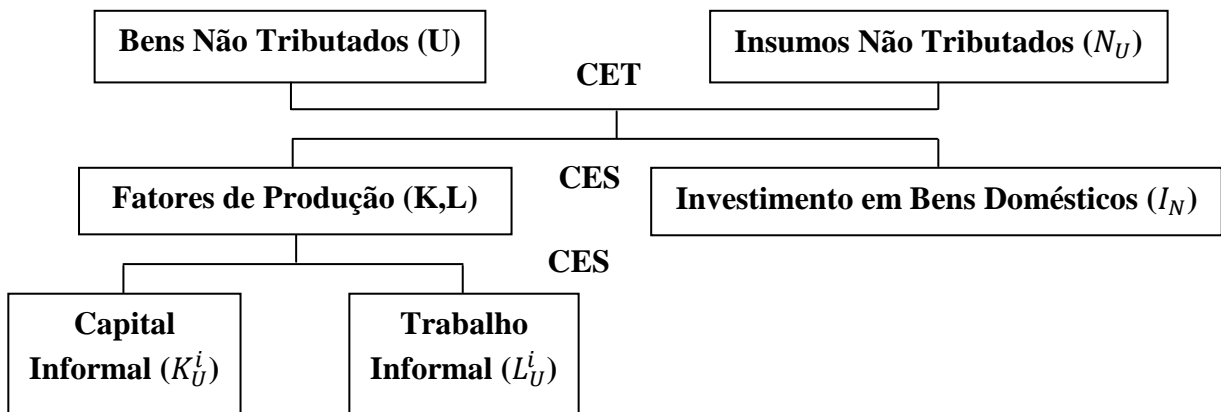 Bens Não Tributados (U)
Insumos Não Tributados (N_U)
CET
Fatores de Produção (K,L)
CES
Investimento em Bens Domésticos (I_N)
CES
Capital
Informal (K_U^i)
Trabalho
Informal (L_U^i)